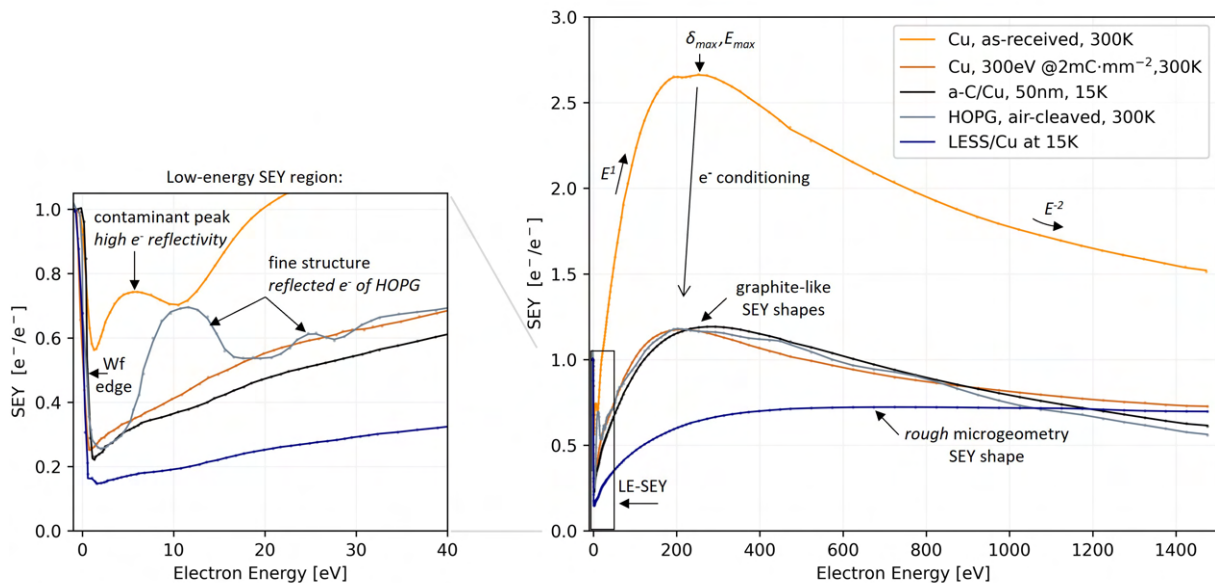 Low-energy SEY region:
1.0
0.8
0.6
0.4
0.2
0.0
SEY [e⁻/e⁻]
contaminant peak
high e⁻ reflectivity
fine structure
reflected e⁻ of HOPG
Wf
edge
0
10
20
30
40
Electron Energy [eV]
3.0
2.5
2.0
1.5
1.0
0.5
0.0
SEY [e⁻/e⁻]
δmax,Emax
E¹
e⁻ conditioning
E⁻²
graphite-like
SEY shapes
rough microgeometry
SEY shape
LE-SEY
Cu, as-received, 300K
Cu, 300eV @2mC·mm⁻²,300K
a-C/Cu, 50nm, 15K
HOPG, air-cleaved, 300K
LESS/Cu at 15K
0
200
400
600
800
1000
1200
1400
Electron Energy [eV]